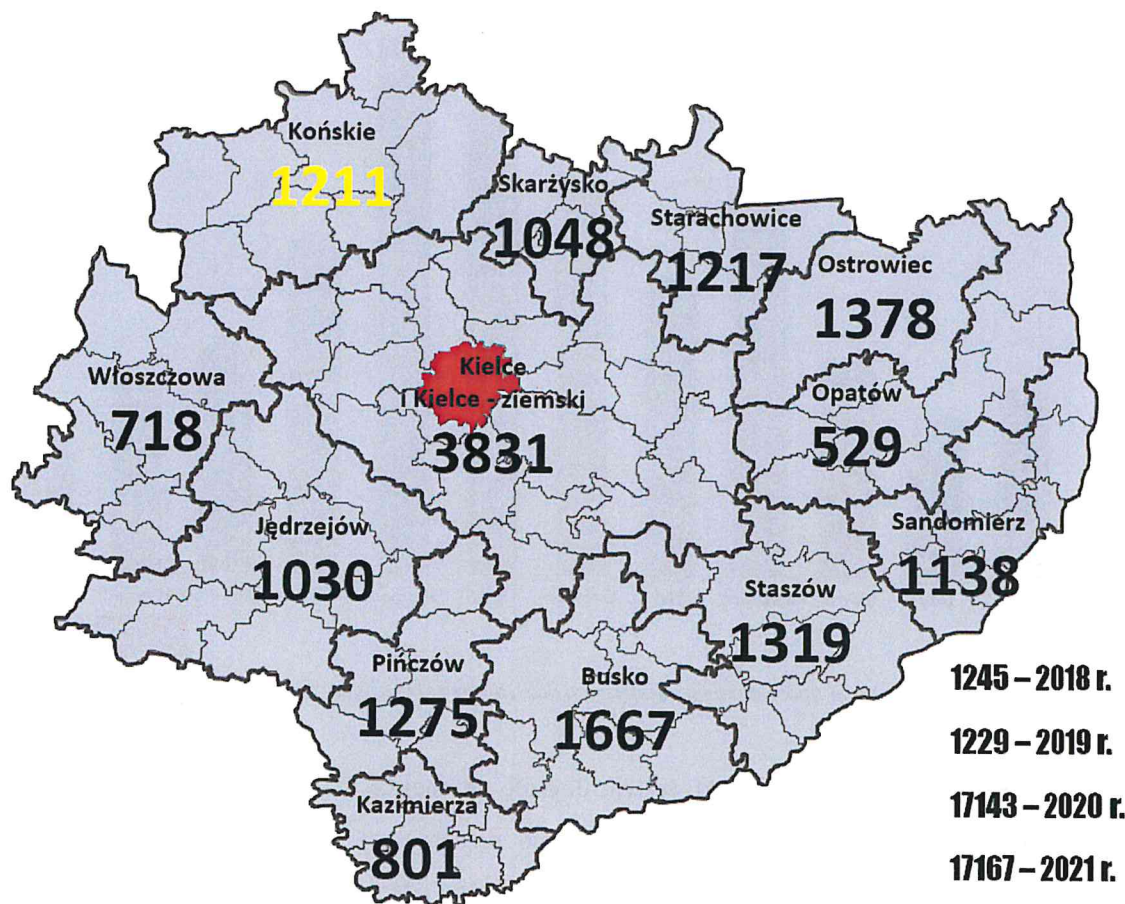 Końskie
1211
Skarżysko
1048
Starachowice
1217
Ostrowiec
1378
Kielce
i Kielce - ziemski
3831
Włoszczowa
718
Opatów
529
Sandomierz
1138
Jędrzejów
1030
Staszów
1319
Pińczów
1275
Busko
1667
Kazimierza
801
1245 – 2018 r.
1229 – 2019 r.
17143 – 2020 r.
17167 – 2021 r.